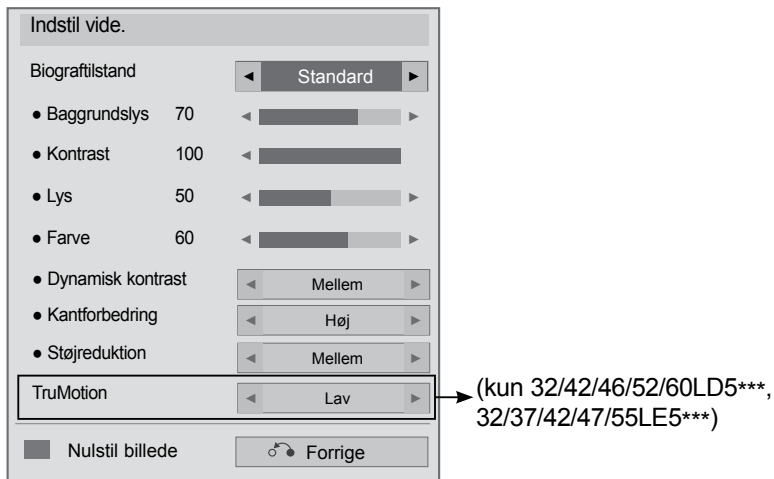 Indstil vide.
Biograftilstand ◄ Standard ►
● Baggrundslys 70 ◄ ►
● Kontrast 100 ◄
● Lys 50 ◄ ►
● Farve 60 ◄ ►
● Dynamisk kontrast ◄ Mellem ►
● Kantforbedring ◄ Høj ►
● Støjreduktion ◄ Mellem ►
TruMotion ◄ Lav ►
(kun 32/42/46/52/60LD5***,
32/37/42/47/55LE5***)
Nulstil billede Forrige